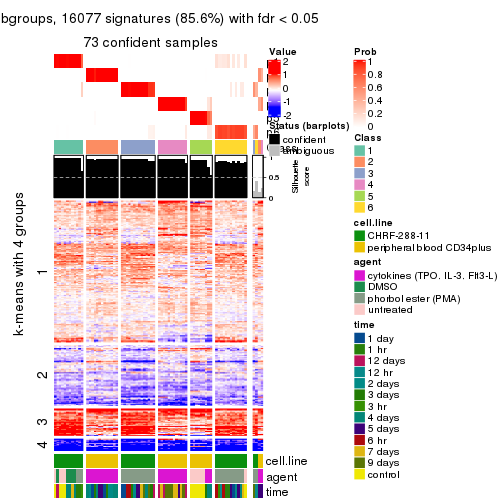 bgroups, 16077 signatures (85.6%) with fdr < 0.05
73 confident samples
Value
2
1
0
-1
-2
Status (barplots)
confident
ambiguous
1
0.5
0
Silhouette
score
Prob
1
0.8
0.6
0.4
0.2
0
Class
1
2
3
4
5
6
cell.line
CHRF-288-11
peripheral blood CD34plus
agent
cytokines (TPO, IL-3, Flt3-L)
DMSO
phorbol ester (PMA)
untreated
time
1 day
1 hr
12 days
12 hr
2 days
3 days
3 hr
4 days
5 days
6 hr
7 days
9 days
control
k-means with 4 groups
1
2
3
4
cell.line
agent
time